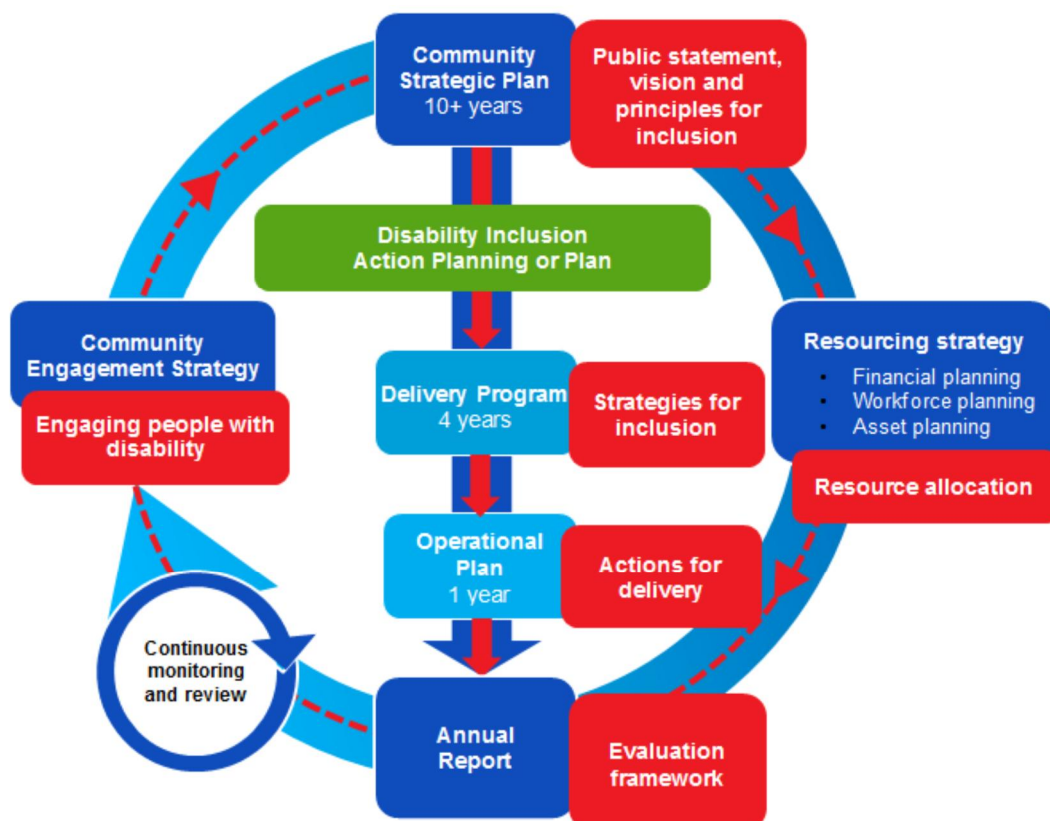 Community
Strategic Plan
10+ years
Public statement,
vision and
principles for
inclusion
Disability Inclusion
Action Planning or Plan
Community
Engagement Strategy
Engaging people with
disability
Delivery Program
4 years
Strategies for
inclusion
Resourcing strategy
• Financial planning
• Workforce planning
• Asset planning
Resource allocation
Operational
Plan
1 year
Actions for
delivery
Continuous
monitoring
and review
Annual
Report
Evaluation
framework